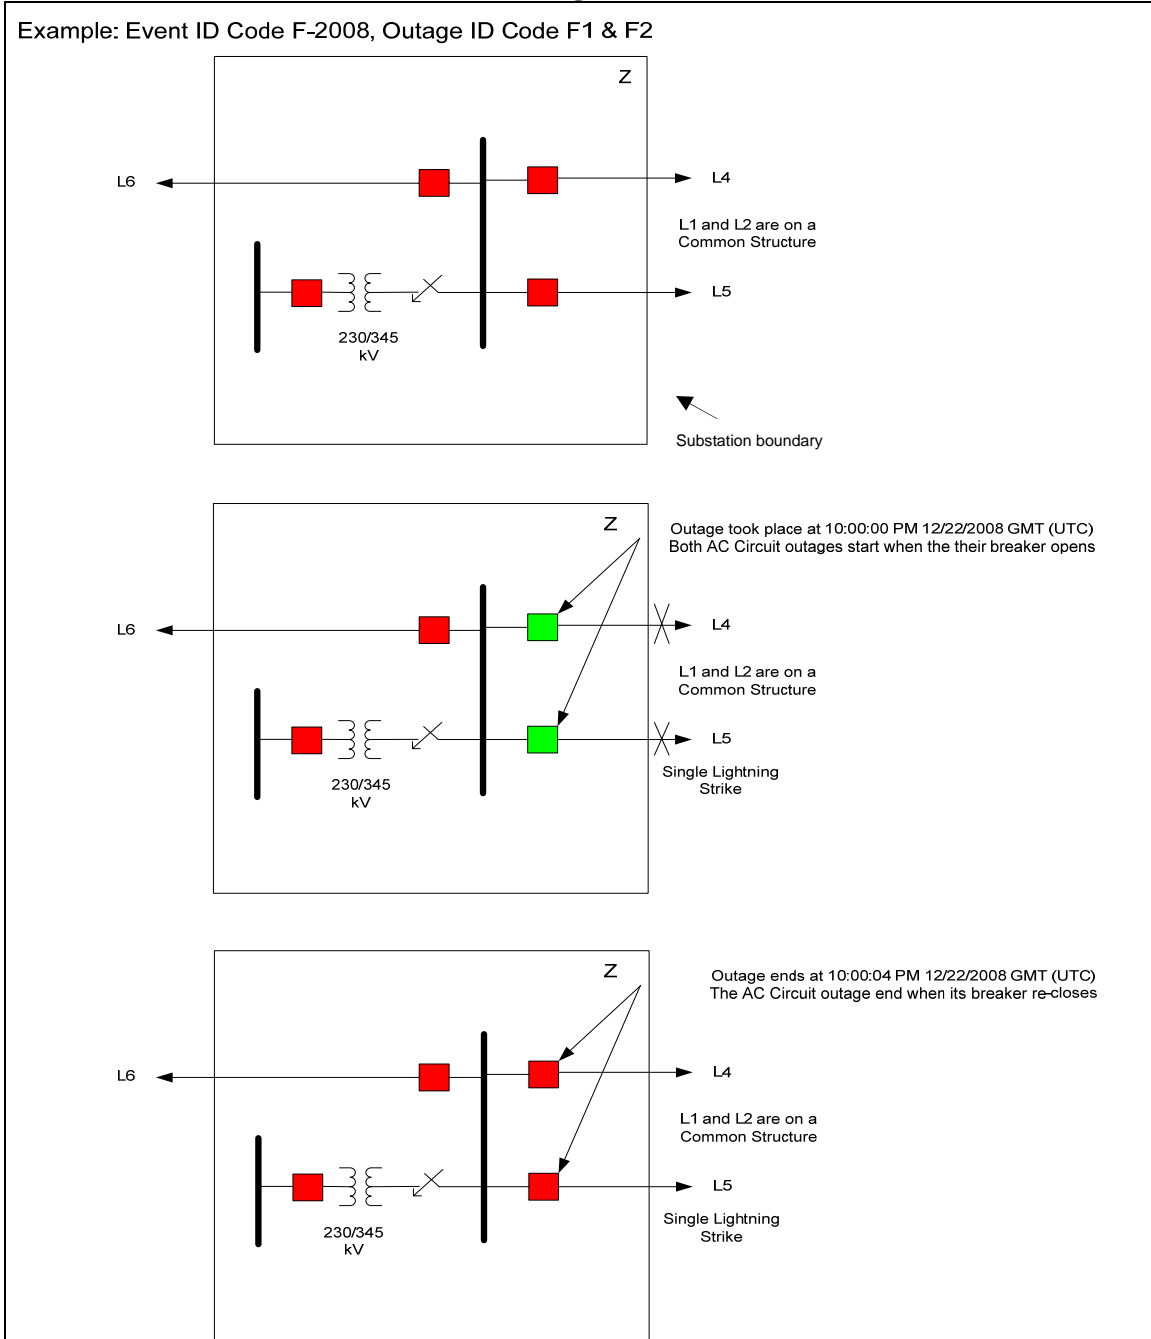 Example: Event ID Code F-2008, Outage ID Code F1 & F2
Z
L6
L4
L1 and L2 are on a
Common Structure
L5
230/345
kV
Substation boundary
Z
Outage took place at 10:00:00 PM 12/22/2008 GMT (UTC)
Both AC Circuit outages start when the their breaker opens
L6
L4
L1 and L2 are on a
Common Structure
L5
Single Lightning
Strike
230/345
kV
Z
Outage ends at 10:00:04 PM 12/22/2008 GMT (UTC)
The AC Circuit outage end when its breaker re-closes
L6
L4
L1 and L2 are on a
Common Structure
L5
Single Lightning
Strike
230/345
kV